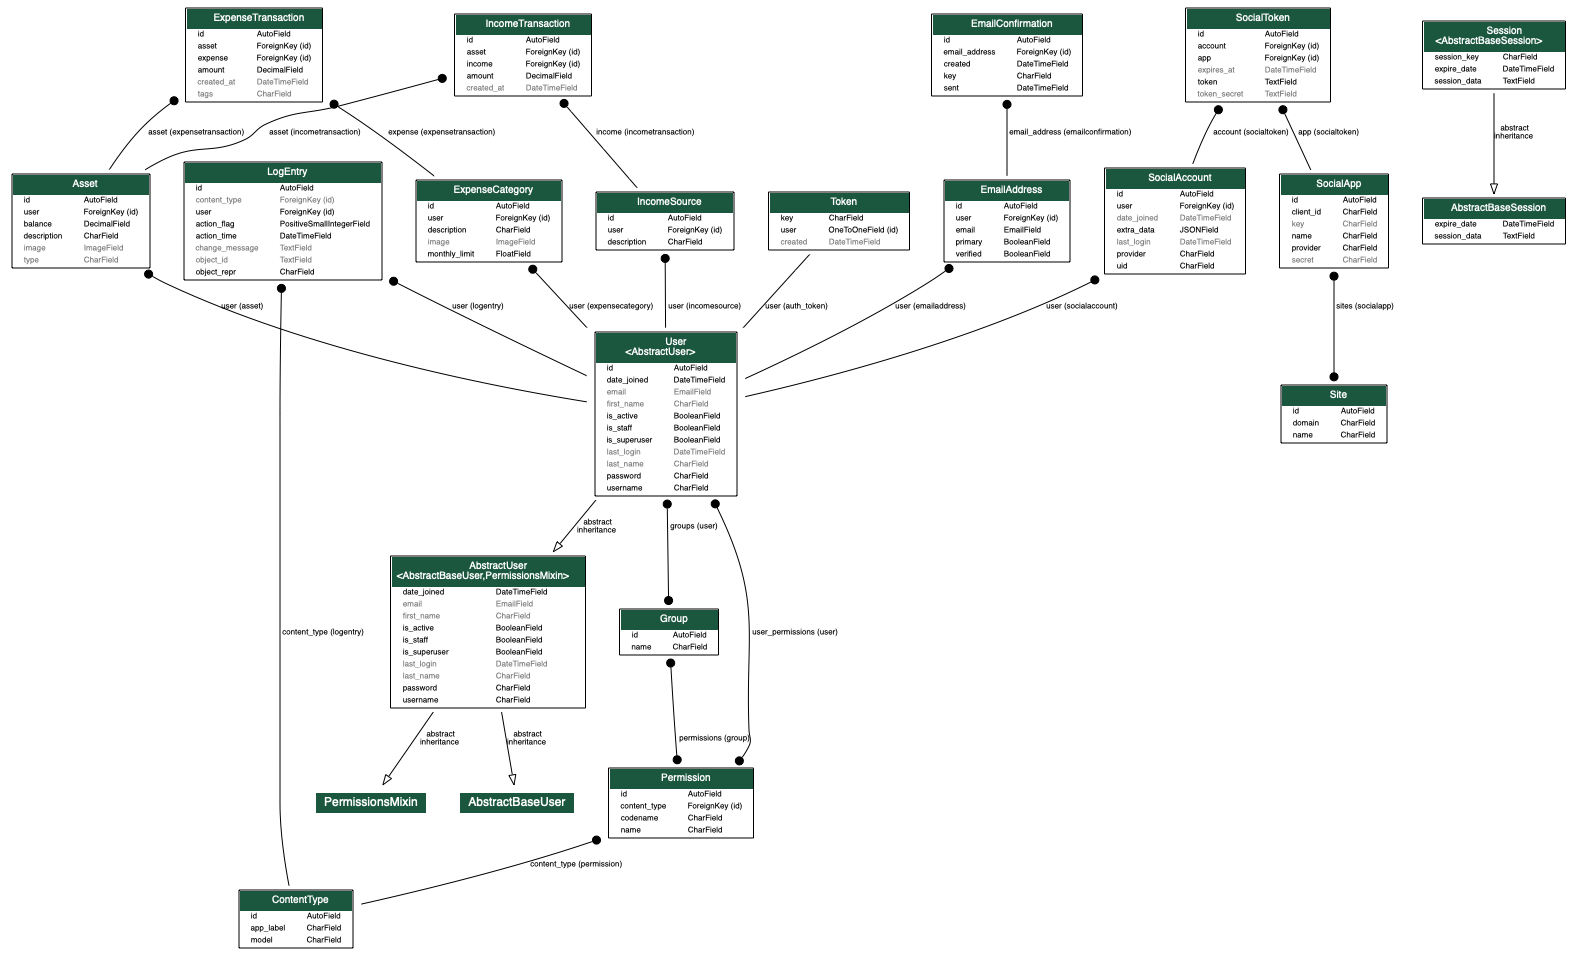 ExpenseTransaction
id AutoField
asset ForeignKey (id)
expense ForeignKey (id)
amount DecimalField
created_at DateTimeField
tags CharField
IncomeTransaction
id AutoField
asset ForeignKey (id)
income ForeignKey (id)
amount DecimalField
created_at DateTimeField
EmailConfirmation
id AutoField
email_address ForeignKey (id)
created DateTimeField
key CharField
sent DateTimeField
SocialToken
id AutoField
account ForeignKey (id)
app ForeignKey (id)
expires_at DateTimeField
token TextField
token_secret TextField
Session
<AbstractBaseSession>
session_key CharField
expire_date DateTimeField
session_data TextField
asset (expensetransaction)
asset (incometransaction)
expense (expensetransaction)
income (incometransaction)
email_address (emailconfirmation)
account (socialtoken)
app (socialtoken)
abstract
inheritance
Asset
id AutoField
user ForeignKey (id)
balance DecimalField
description CharField
image ImageField
type CharField
LogEntry
id AutoField
content_type ForeignKey (id)
user ForeignKey (id)
action_flag PositiveSmallIntegerField
action_time DateTimeField
change_message TextField
object_id TextField
object_repr CharField
ExpenseCategory
id AutoField
user ForeignKey (id)
description CharField
image ImageField
monthly_limit FloatField
IncomeSource
id AutoField
user ForeignKey (id)
description CharField
Token
key CharField
user OneToOneField (id)
created DateTimeField
EmailAddress
id AutoField
user ForeignKey (id)
email EmailField
primary BooleanField
verified BooleanField
SocialAccount
id AutoField
user ForeignKey (id)
date_joined DateTimeField
extra_data JSONField
last_login DateTimeField
provider CharField
uid CharField
SocialApp
id AutoField
client_id CharField
key CharField
name CharField
provider CharField
secret CharField
AbstractBaseSession
expire_date DateTimeField
session_data TextField
user (asset)
user (logentry)
user (expensecategory)
user (incomesource)
user (auth_token)
user (emailaddress)
user (socialaccount)
sites (socialapp)
User
<AbstractUser>
id AutoField
date_joined DateTimeField
email EmailField
first_name CharField
is_active BooleanField
is_staff BooleanField
is_superuser BooleanField
last_login DateTimeField
last_name CharField
password CharField
username CharField
Site
id AutoField
domain CharField
name CharField
abstract
inheritance
groups (user)
AbstractUser
<AbstractBaseUser,PermissionsMixin>
date_joined DateTimeField
email EmailField
first_name CharField
is_active BooleanField
is_staff BooleanField
is_superuser BooleanField
last_login DateTimeField
last_name CharField
password CharField
username CharField
Group
id AutoField
name CharField
content_type (logentry)
user_permissions (user)
abstract
inheritance
abstract
inheritance
permissions (group)
PermissionsMixin
AbstractBaseUser
Permission
id AutoField
content_type ForeignKey (id)
codename CharField
name CharField
content_type (permission)
ContentType
id AutoField
app_label CharField
model CharField